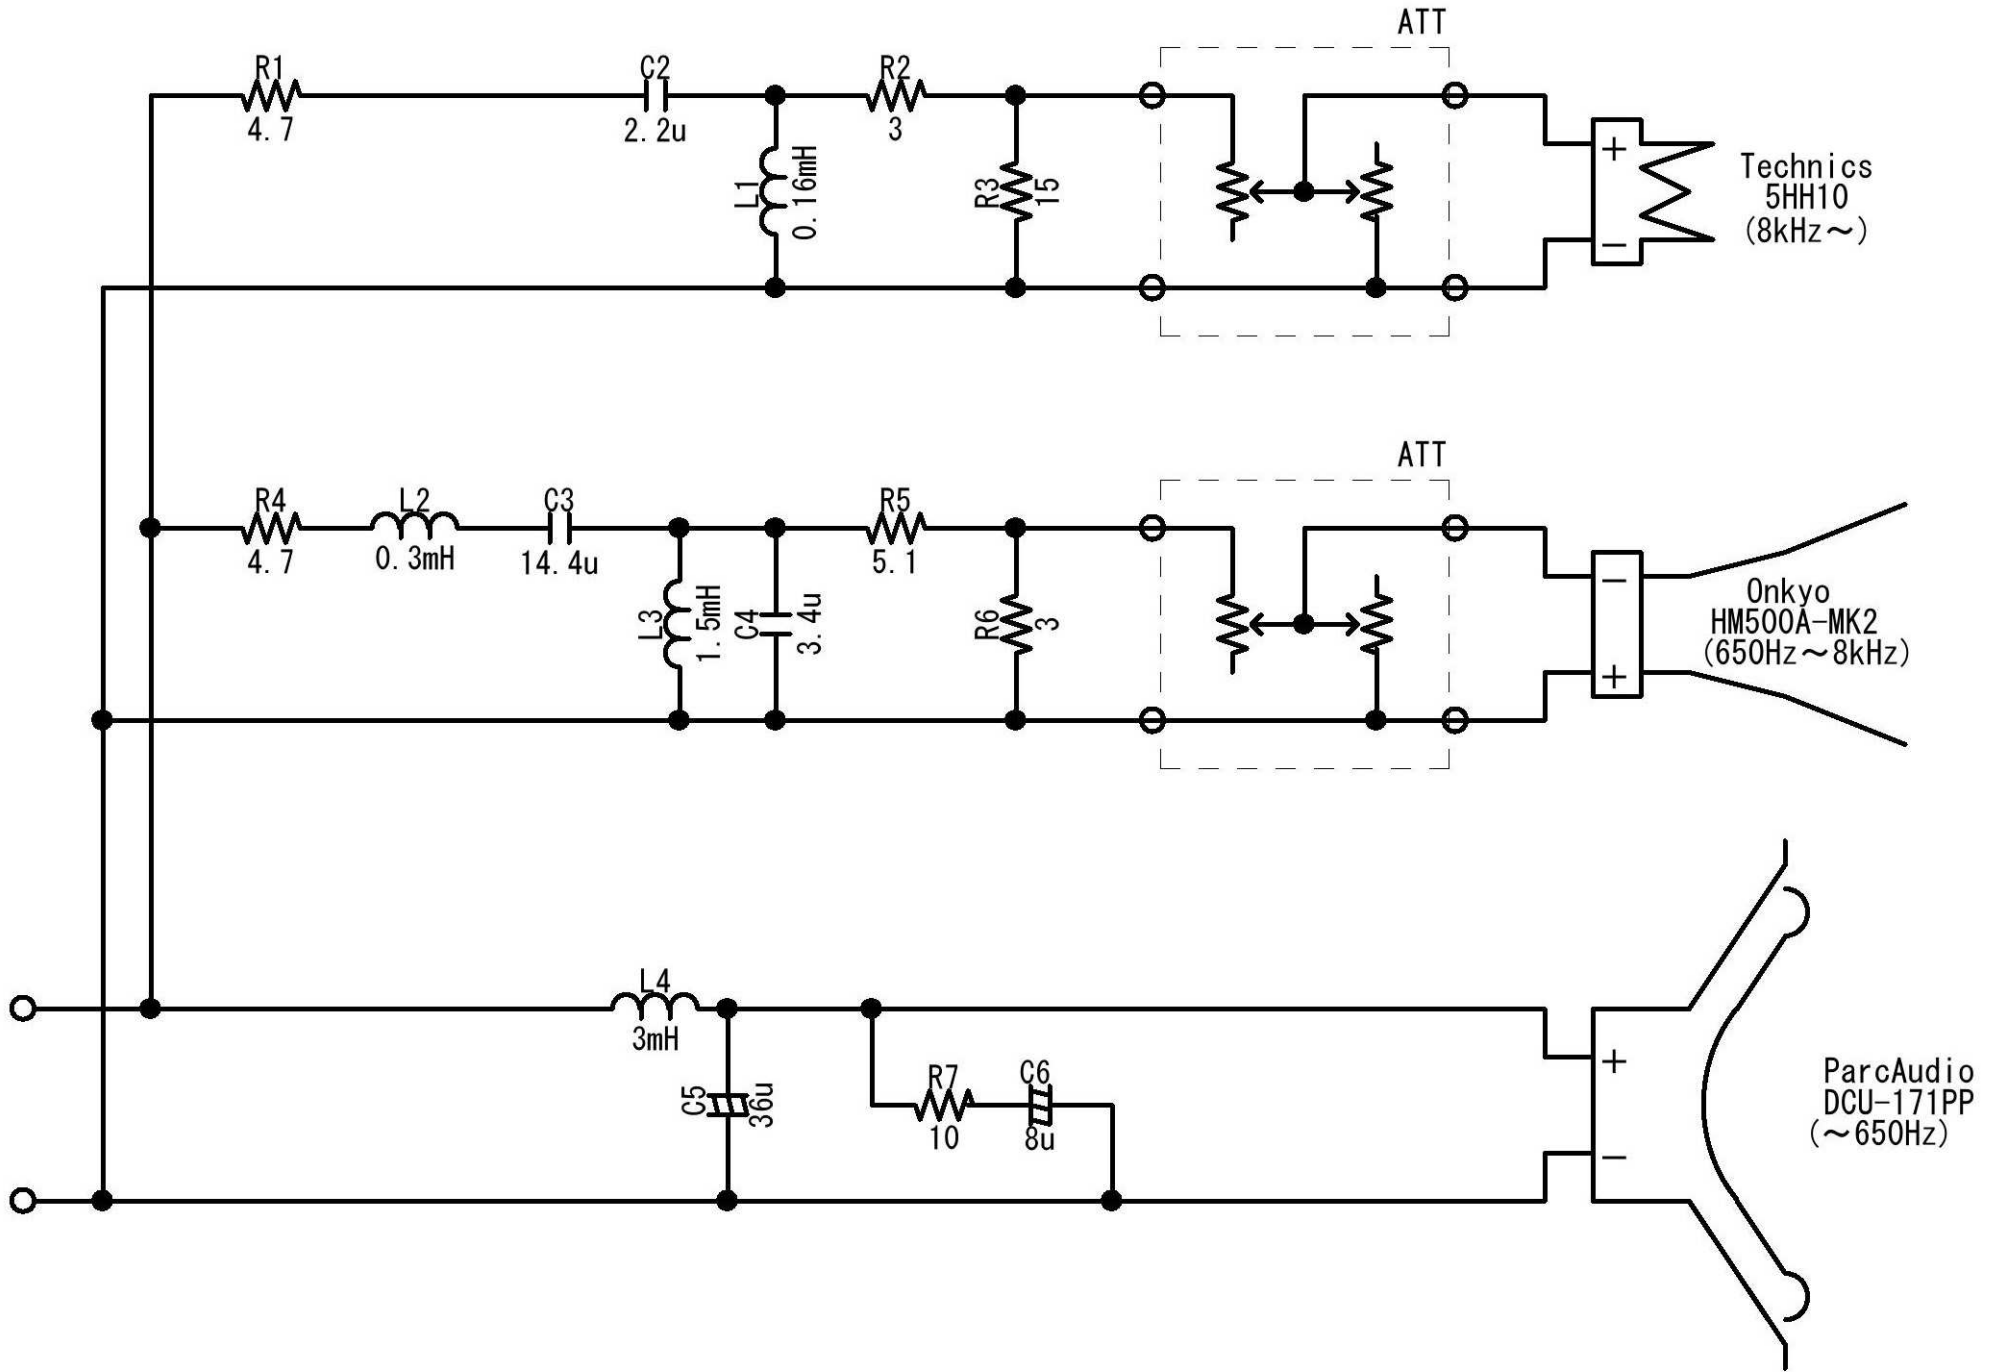 ATT
R1
4.7
C2
2.2u
R2
3
L1
0.16mH
R3
15
+
−
Technics
5HH10
(8kHz～)
ATT
R4
4.7
L2
0.3mH
C3
14.4u
R5
5.1
L3
1.5mH
C4
3.4u
R6
3
−
+
Onkyo
HM500A-MK2
(650Hz～8kHz)
L4
3mH
C5
36u
R7
10
C6
8u
+
−
ParcAudio
DCU-171PP
(～650Hz)